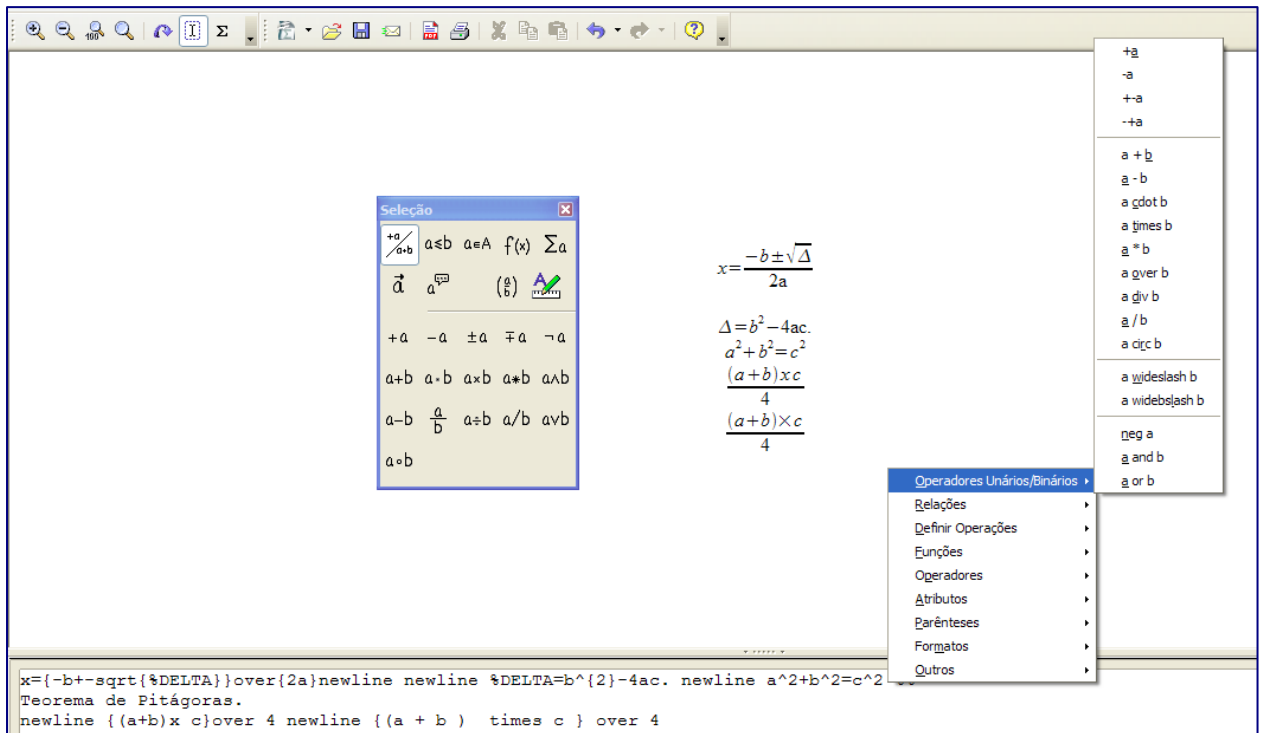 100
Σ
Seleção
+a/a+b a≤b a∈A f(x) Σa
a⃗ a (a/b) A
+a −a ±a ∓a ¬a
a+b a·b a×b a∗b a∧b
a−b a/b a÷b a/b a∨b
a∘b
x=(−b±√Δ)/2a
Δ=b²−4ac.
a²+b²=c²
(a+b)xc/4
(a+b)×c/4
Operadores Unários/Binários
Relações
Definir Operações
Funções
Operadores
Atributos
Parênteses
Formatos
Outros
+a
-a
+-a
-+a
a + b
a - b
a cdot b
a times b
a * b
a over b
a div b
a / b
a circ b
a wideslash b
a widebslash b
neg a
a and b
a or b
x={-b+-sqrt{%DELTA}}over{2a}newline newline %DELTA=b^{2}-4ac. newline a^2+b^2=c^2
Teorema de Pitágoras.
newline {(a+b)x c}over 4 newline {(a + b ) times c } over 4